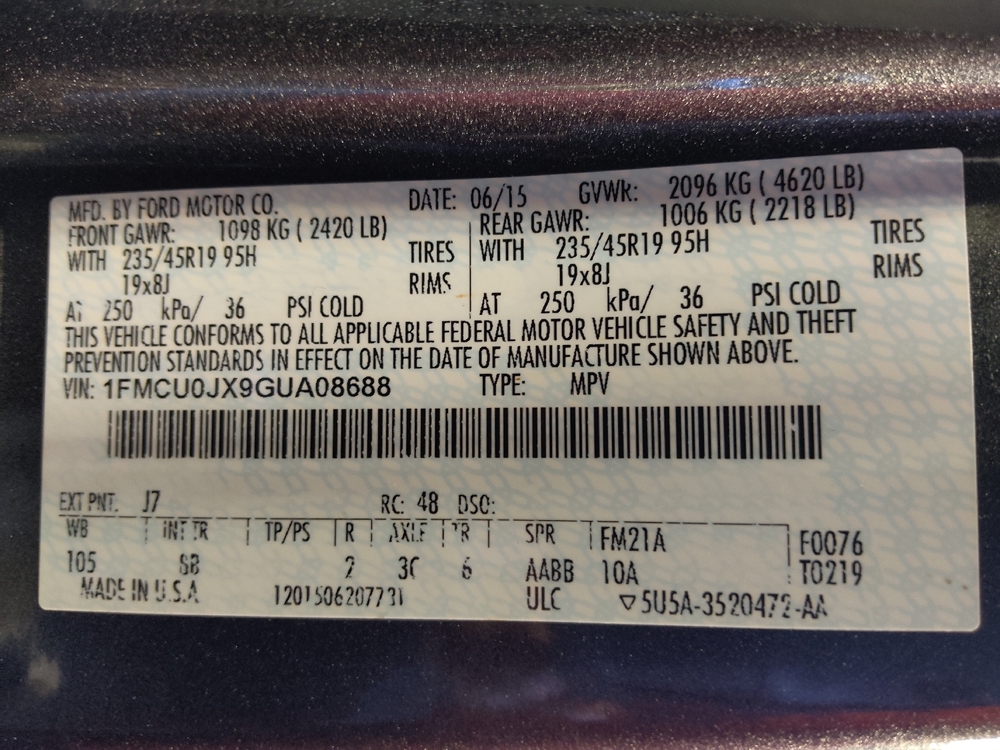 MFD. BY FORD MOTOR CO. DATE: 06/15 GVWR: 2096 KG ( 4620 LB)
FRONT GAWR: 1098 KG ( 2420 LB) REAR GAWR: 1006 KG ( 2218 LB)
WITH 235/45R19 95H TIRES WITH 235/45R19 95H TIRES
19x8J RIMS 19x8J RIMS
AT 250 kPa/ 36 PSI COLD AT 250 kPa/ 36 PSI COLD
THIS VEHICLE CONFORMS TO ALL APPLICABLE FEDERAL MOTOR VEHICLE SAFETY AND THEFT
PREVENTION STANDARDS IN EFFECT ON THE DATE OF MANUFACTURE SHOWN ABOVE.
VIN: 1FMCU0JX9GUA08688 TYPE: MPV
EXT PNT: J7 RC: 48 DSO:
WB INT TR TP/PS R AXLE TR SPR FM21A F0076
105 2 6 AABB 10A T0219
MADE IN U.S.A ULC ▽5U5A-3520472-AA